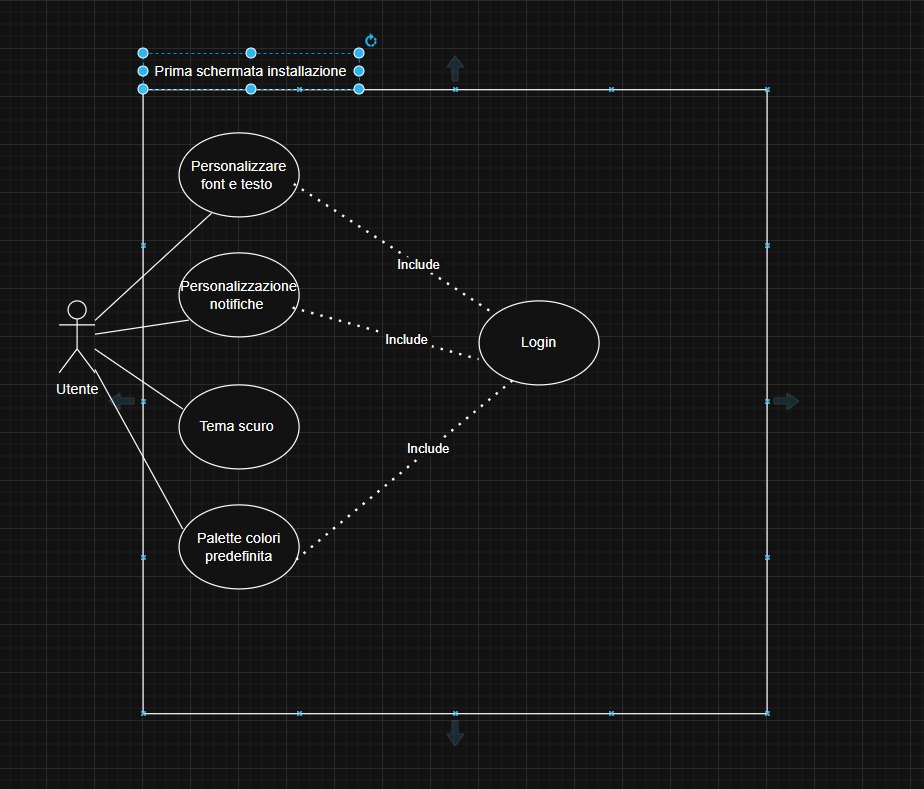 Prima schermata installazione
Personalizzare
font e testo
Include
Personalizzazione
notifiche
Include
Login
Utente
Tema scuro
Include
Palette colori
predefinita